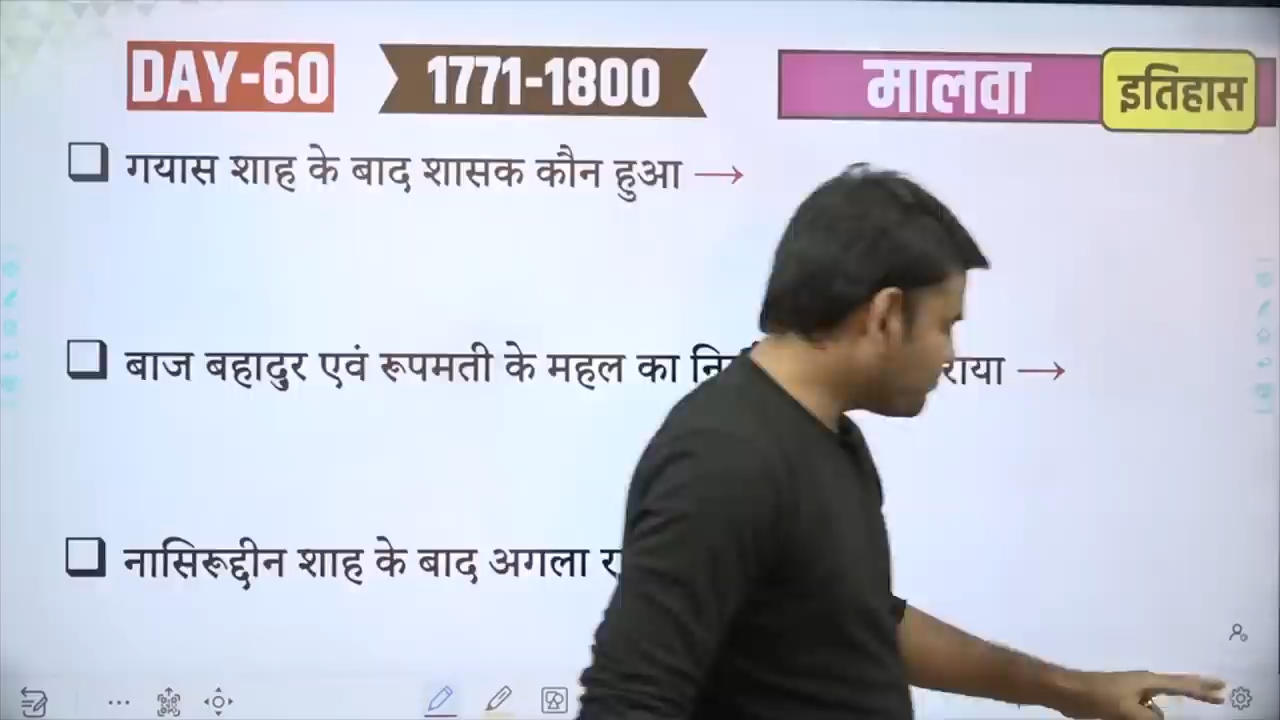 DAY-60
1771-1800
मालवा
इतिहास
गयास शाह के बाद शासक कौन हुआ →
बाज बहादुर एवं रूपमती के महल का
नासिरूद्दीन शाह के बाद अगला